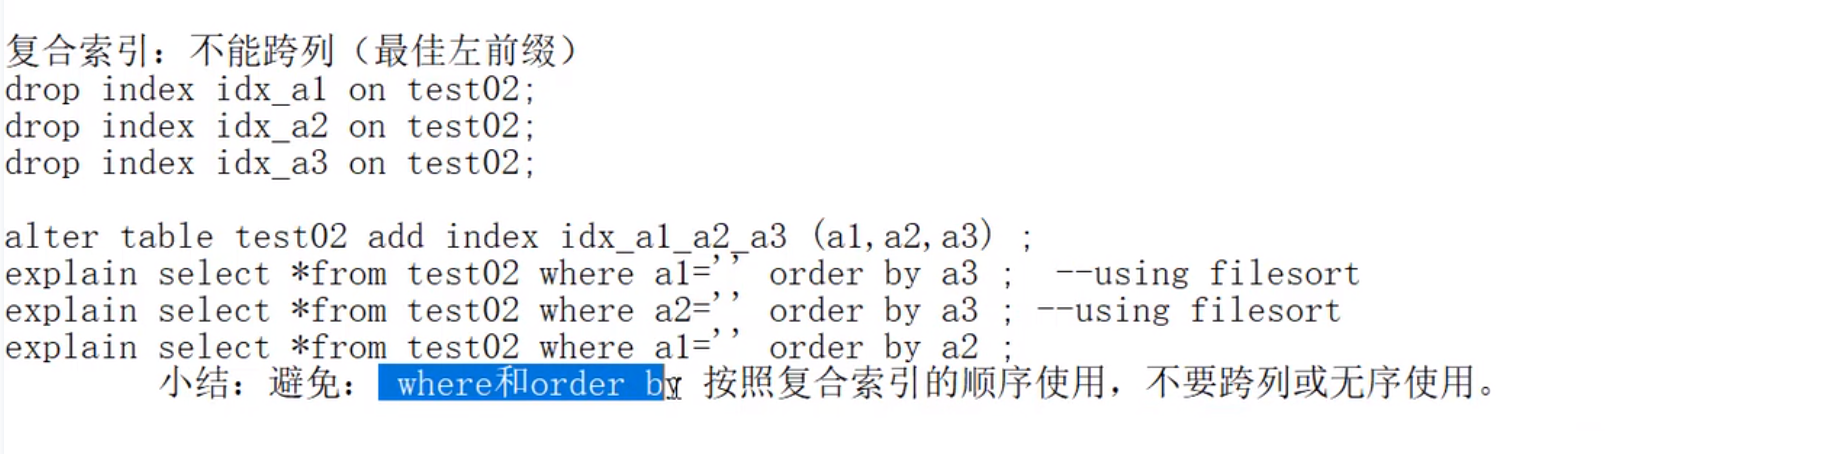 复合索引：不能跨列（最佳左前缀）
drop index idx_a1 on test02;
drop index idx_a2 on test02;
drop index idx_a3 on test02;
alter table test02 add index idx_a1_a2_a3 (a1,a2,a3) ;
explain select *from test02 where a1='' order by a3 ; --using filesort
explain select *from test02 where a2='' order by a3 ; --using filesort
explain select *from test02 where a1='' order by a2 ;
小结：避免： where和order by 按照复合索引的顺序使用，不要跨列或无序使用。